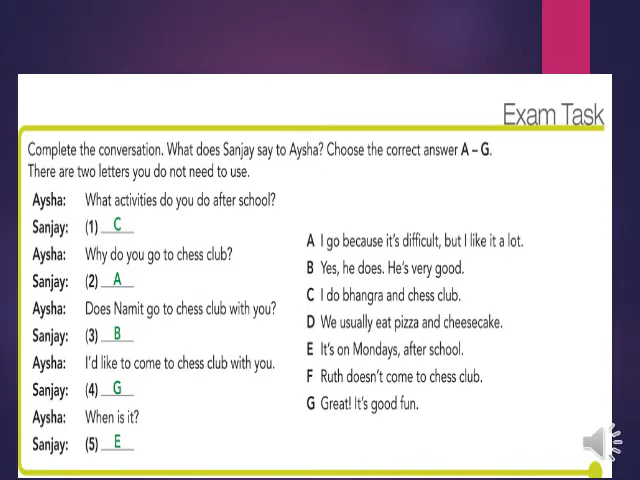 Exam Task
Complete the conversation. What does Sanjay say to Aysha? Choose the correct answer A – G.
There are two letters you do not need to use.
Aysha: What activities do you do after school?
Sanjay: (1) C
Aysha: Why do you go to chess club?
Sanjay: (2) A
Aysha: Does Namit go to chess club with you?
Sanjay: (3) B
Aysha: I'd like to come to chess club with you.
Sanjay: (4) G
Aysha: When is it?
Sanjay: (5) E
A I go because it's difficult, but I like it a lot.
B Yes, he does. He's very good.
C I do bhangra and chess club.
D We usually eat pizza and cheesecake.
E It's on Mondays, after school.
F Ruth doesn't come to chess club.
G Great! It's good fun.